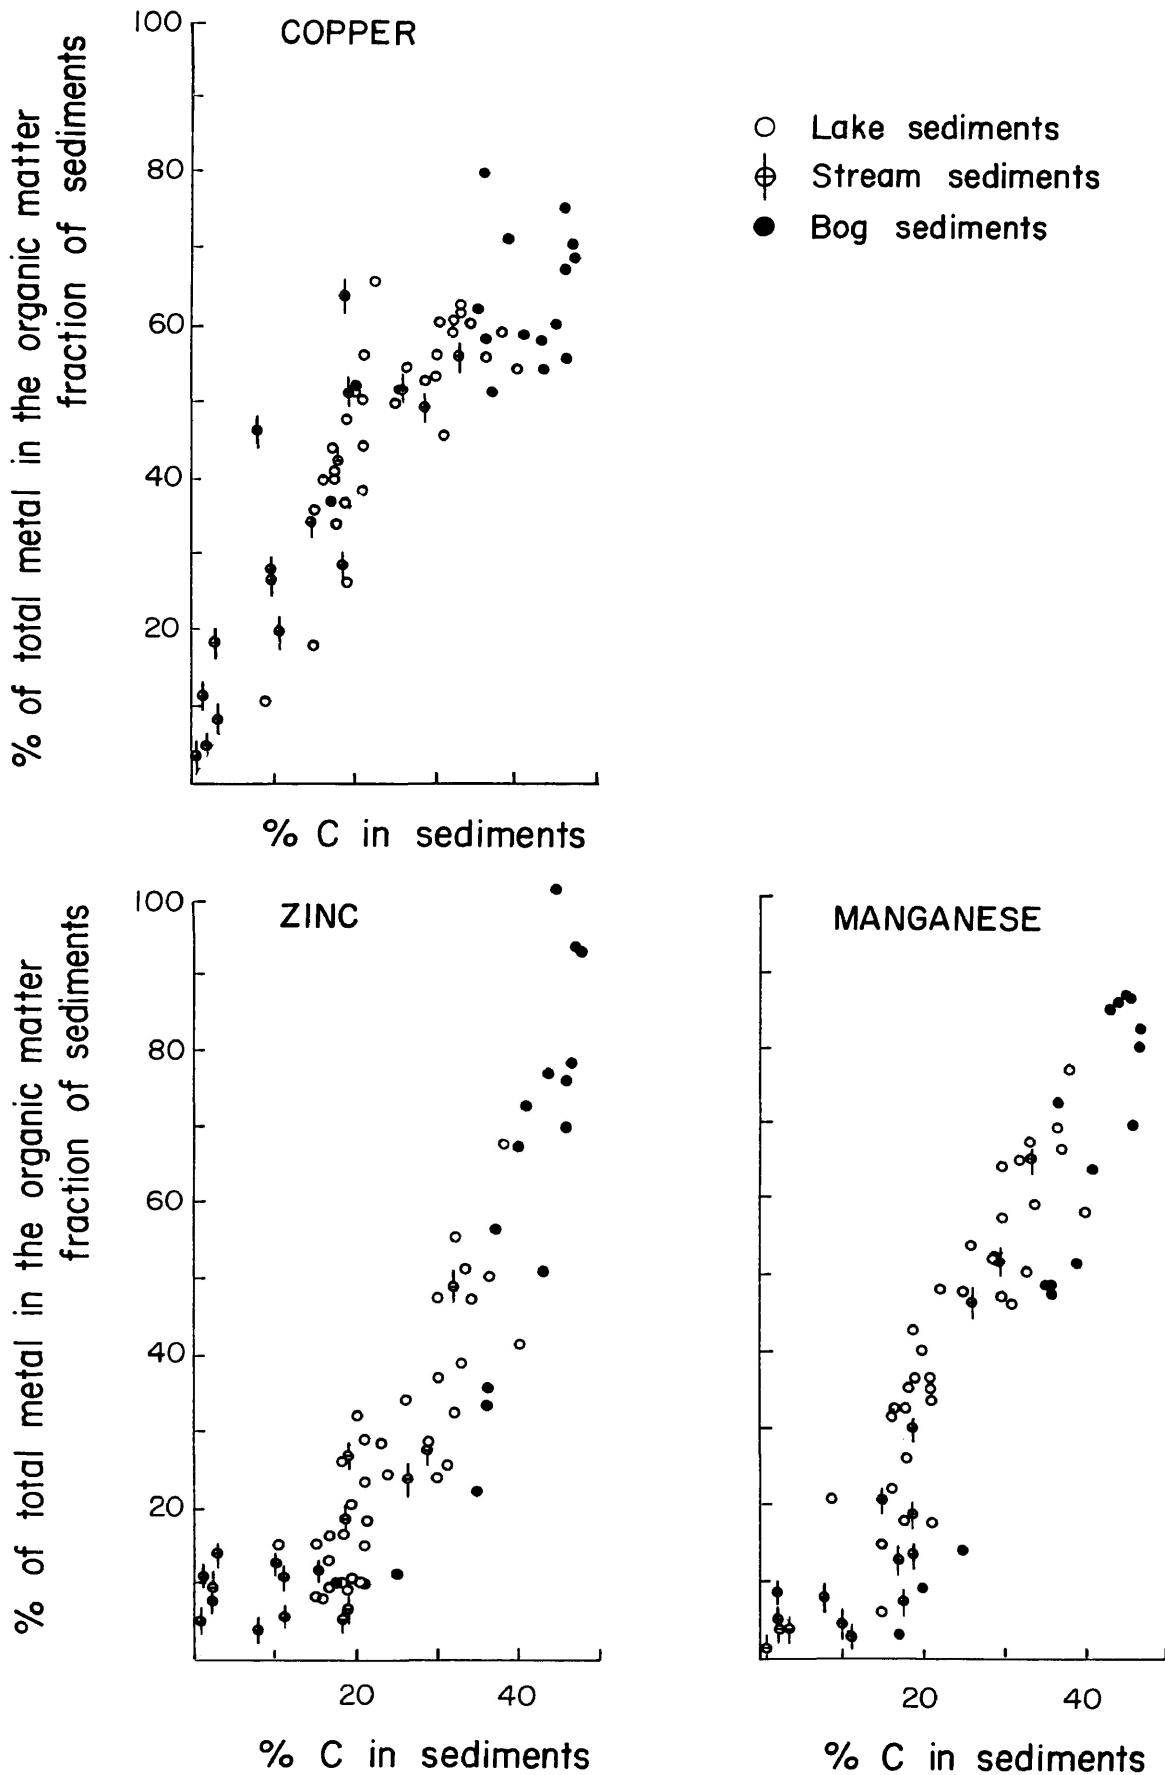 COPPER
100
80
60
40
20
% of total metal in the organic matter
fraction of sediments
% C in sediments
Lake sediments
Stream sediments
Bog sediments
ZINC
100
80
60
40
20
% of total metal in the organic matter
fraction of sediments
20 40
% C in sediments
MANGANESE
20 40
% C in sediments